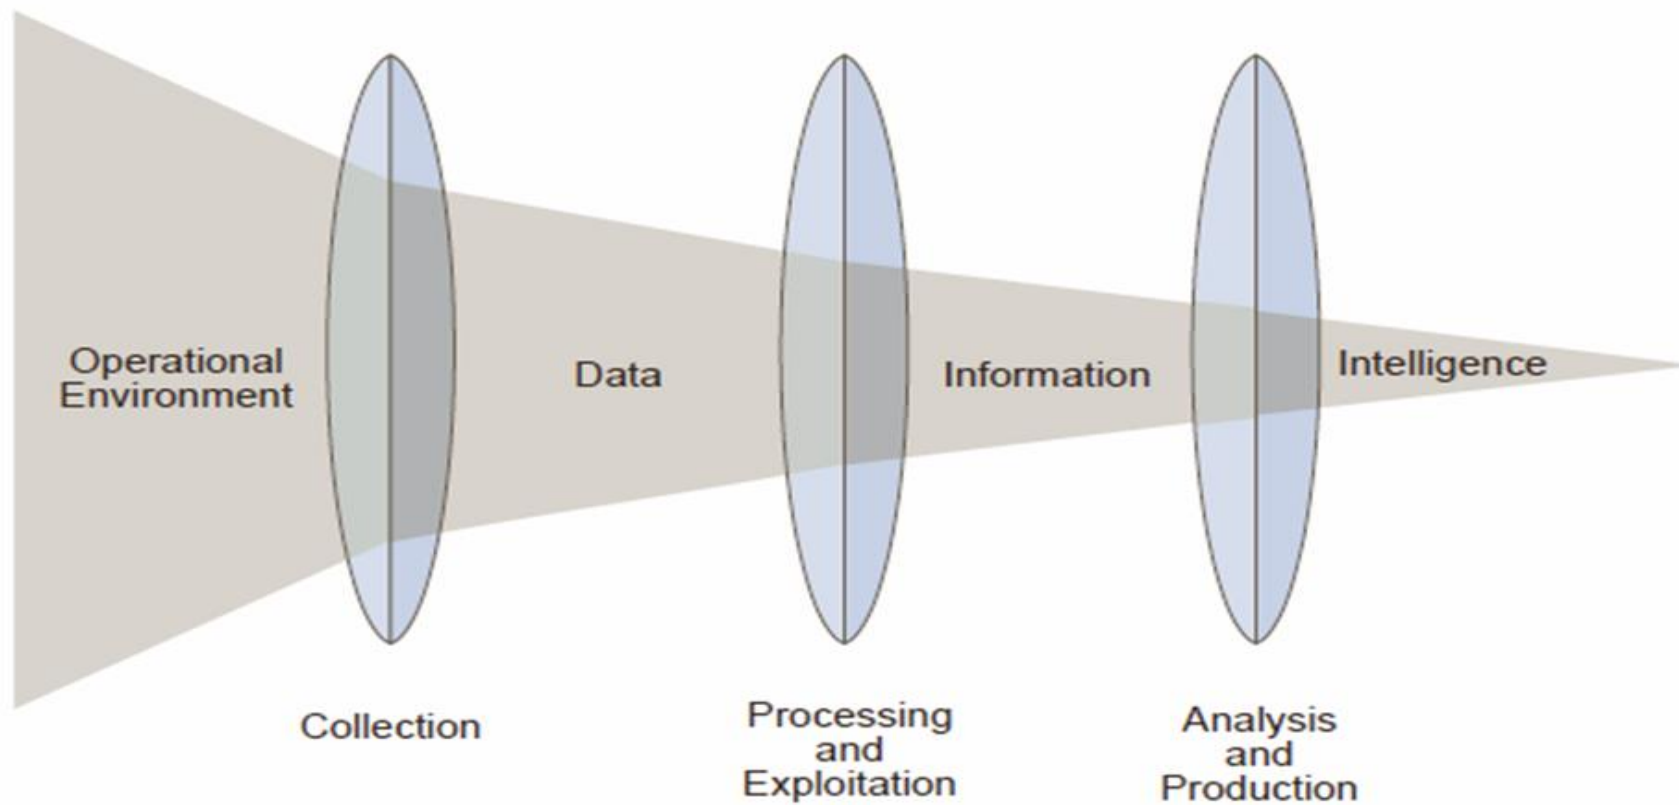 Operational
Environment
Data
Information
Intelligence
Collection
Processing
and
Exploitation
Analysis
and
Production